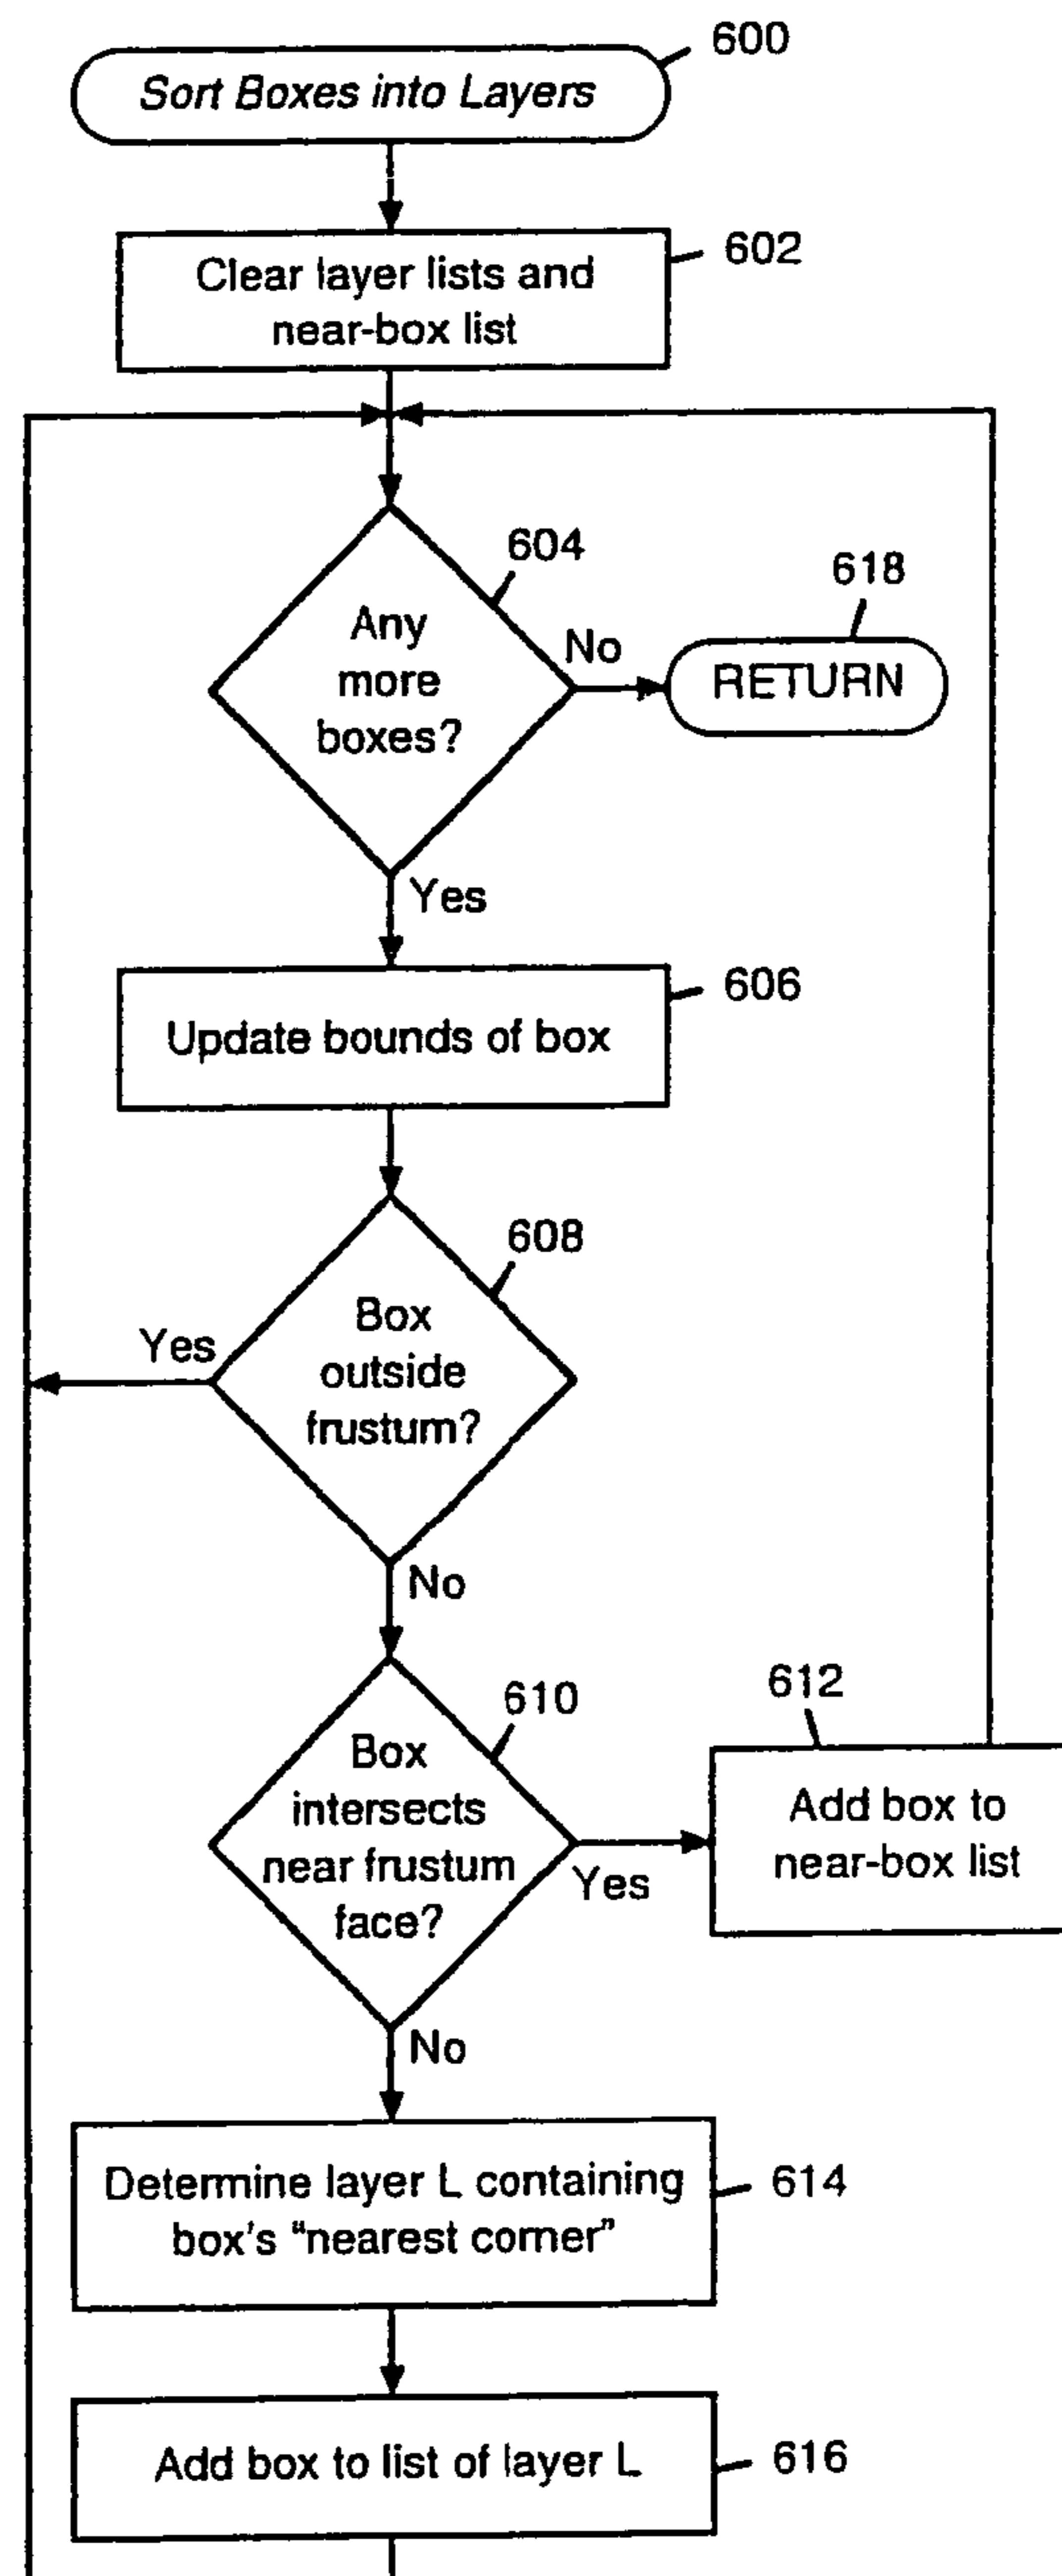 600
Sort Boxes into Layers
602
Clear layer lists and
near-box list
604
Any
more
boxes?
No
618
RETURN
Yes
606
Update bounds of box
608
Box
outside
frustum?
Yes
No
610
Box
intersects
near frustum
face?
Yes
612
Add box to
near-box list
No
Determine layer L containing
box's "nearest corner"
614
Add box to list of layer L
616